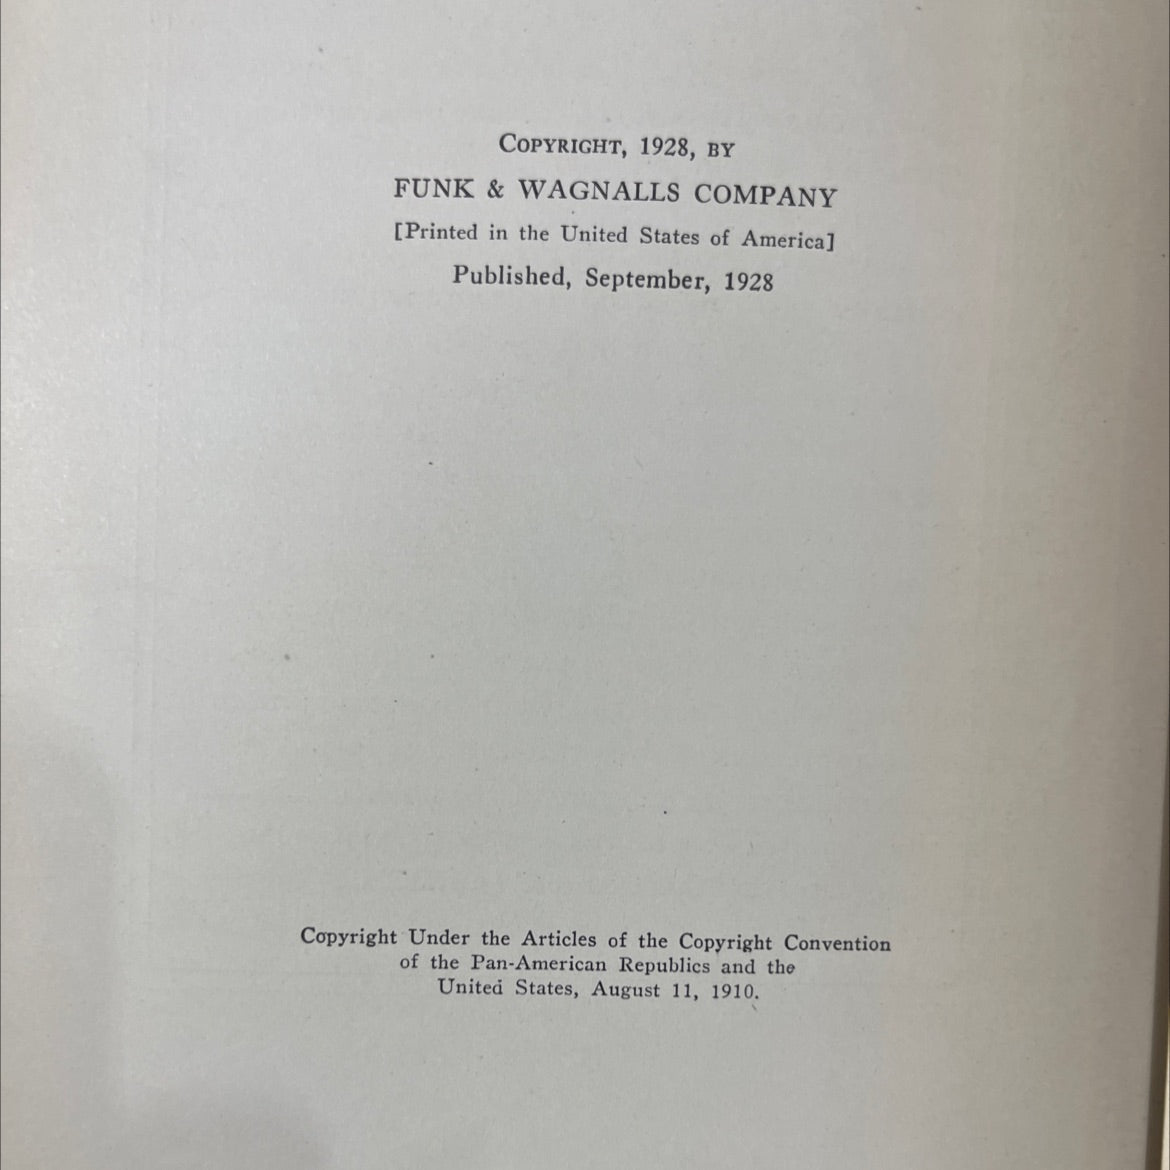 Copyright, 1928, by
FUNK & WAGNALLS COMPANY
[Printed in the United States of America]
Published, September, 1928
Copyright Under the Articles of the Copyright Convention
of the Pan-American Republics and the
United States, August 11, 1910.